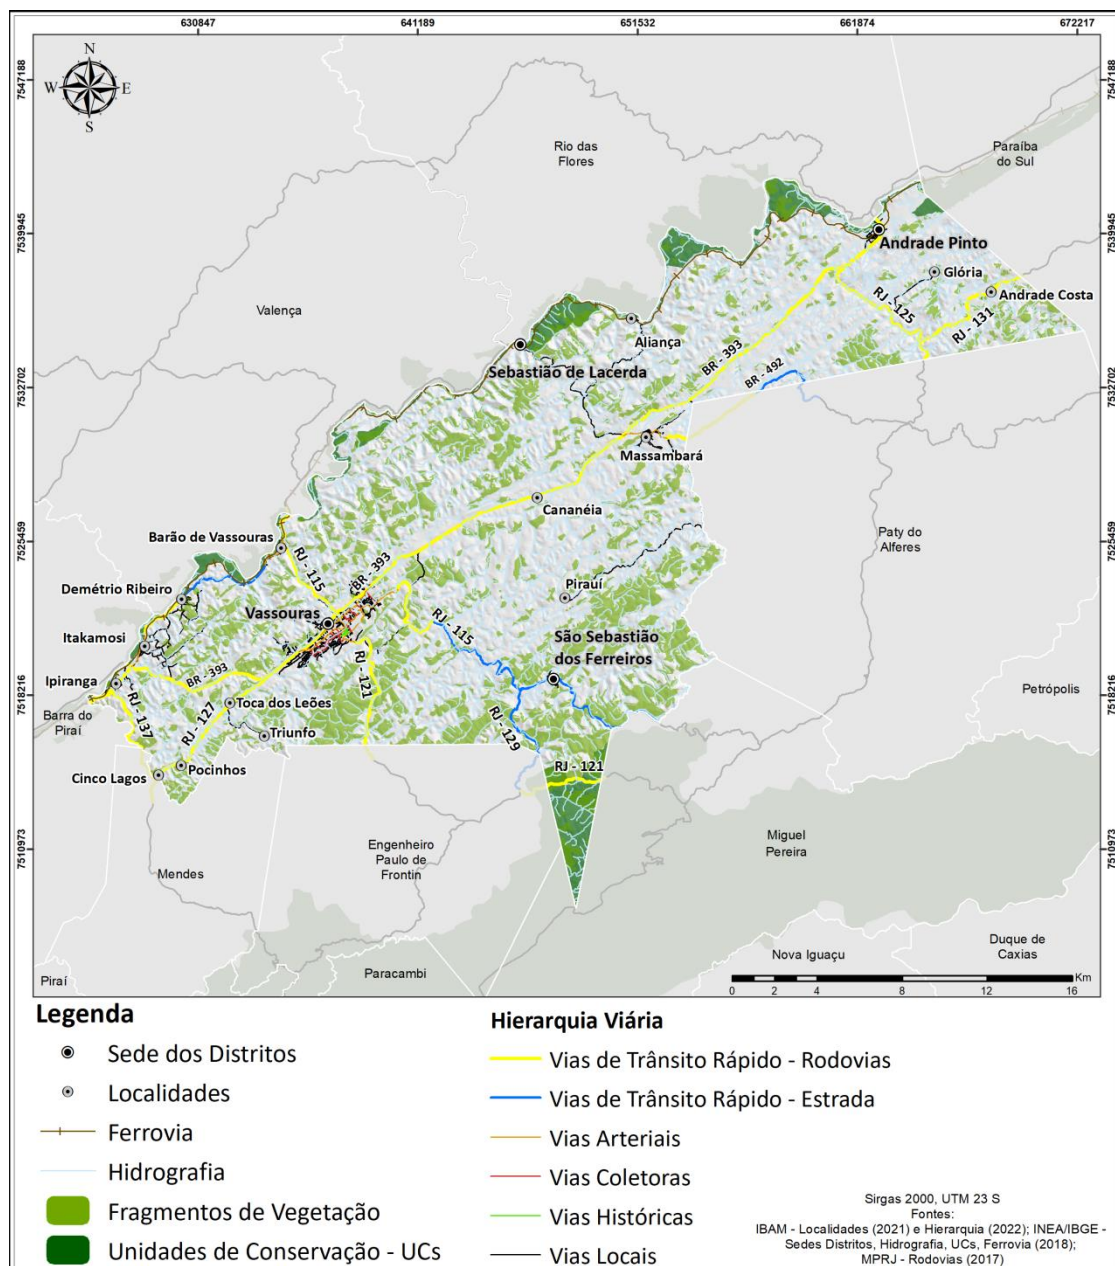 630847 641189 651532 661874 672217
7547188 7547188
N
W E
S
Rio das
Flores
Paraíba
do Sul
7539945 7539945
Andrade Pinto
Glória
Andrade Costa
RJ - 125
RJ - 131
Valença
Aliança
Sebastião de Lacerda
BR - 393
BR - 492
7532702 7532702
Massambará
Cananéia
Paty do
Alferes
7525459 7525459
Barão de Vassouras
RJ - 115
BR - 393
Demétrio Ribeiro
Pirauí
Vassouras
RJ - 115
Itakamosi
São Sebastião
dos Ferreiros
RJ - 121
BR - 393
Ipiranga
7518216 7518216
Petrópolis
Barra do
Piraí
RJ - 137
RJ - 127
Toca dos Leões
Triunfo
RJ - 129
Cinco Lagos
Pocinhos
RJ - 121
Miguel
Pereira
7510973 7510973
Engenheiro
Paulo de
Frontin
Mendes
Nova Iguaçu
Duque de
Caxias
Piraí
Paracambi
Km
0 2 4 8 12 16
Legenda
Sede dos Distritos
Localidades
Ferrovia
Hidrografia
Fragmentos de Vegetação
Unidades de Conservação - UCs
Hierarquia Viária
Vias de Trânsito Rápido - Rodovias
Vias de Trânsito Rápido - Estrada
Vias Arteriais
Vias Coletoras
Vias Históricas
Vias Locais
Sirgas 2000, UTM 23 S
Fontes:
IBAM - Localidades (2021) e Hierarquia (2022); INEA/IBGE -
Sedes Distritos, Hidrografia, UCs, Ferrovia (2018);
MPRJ - Rodovias (2017)